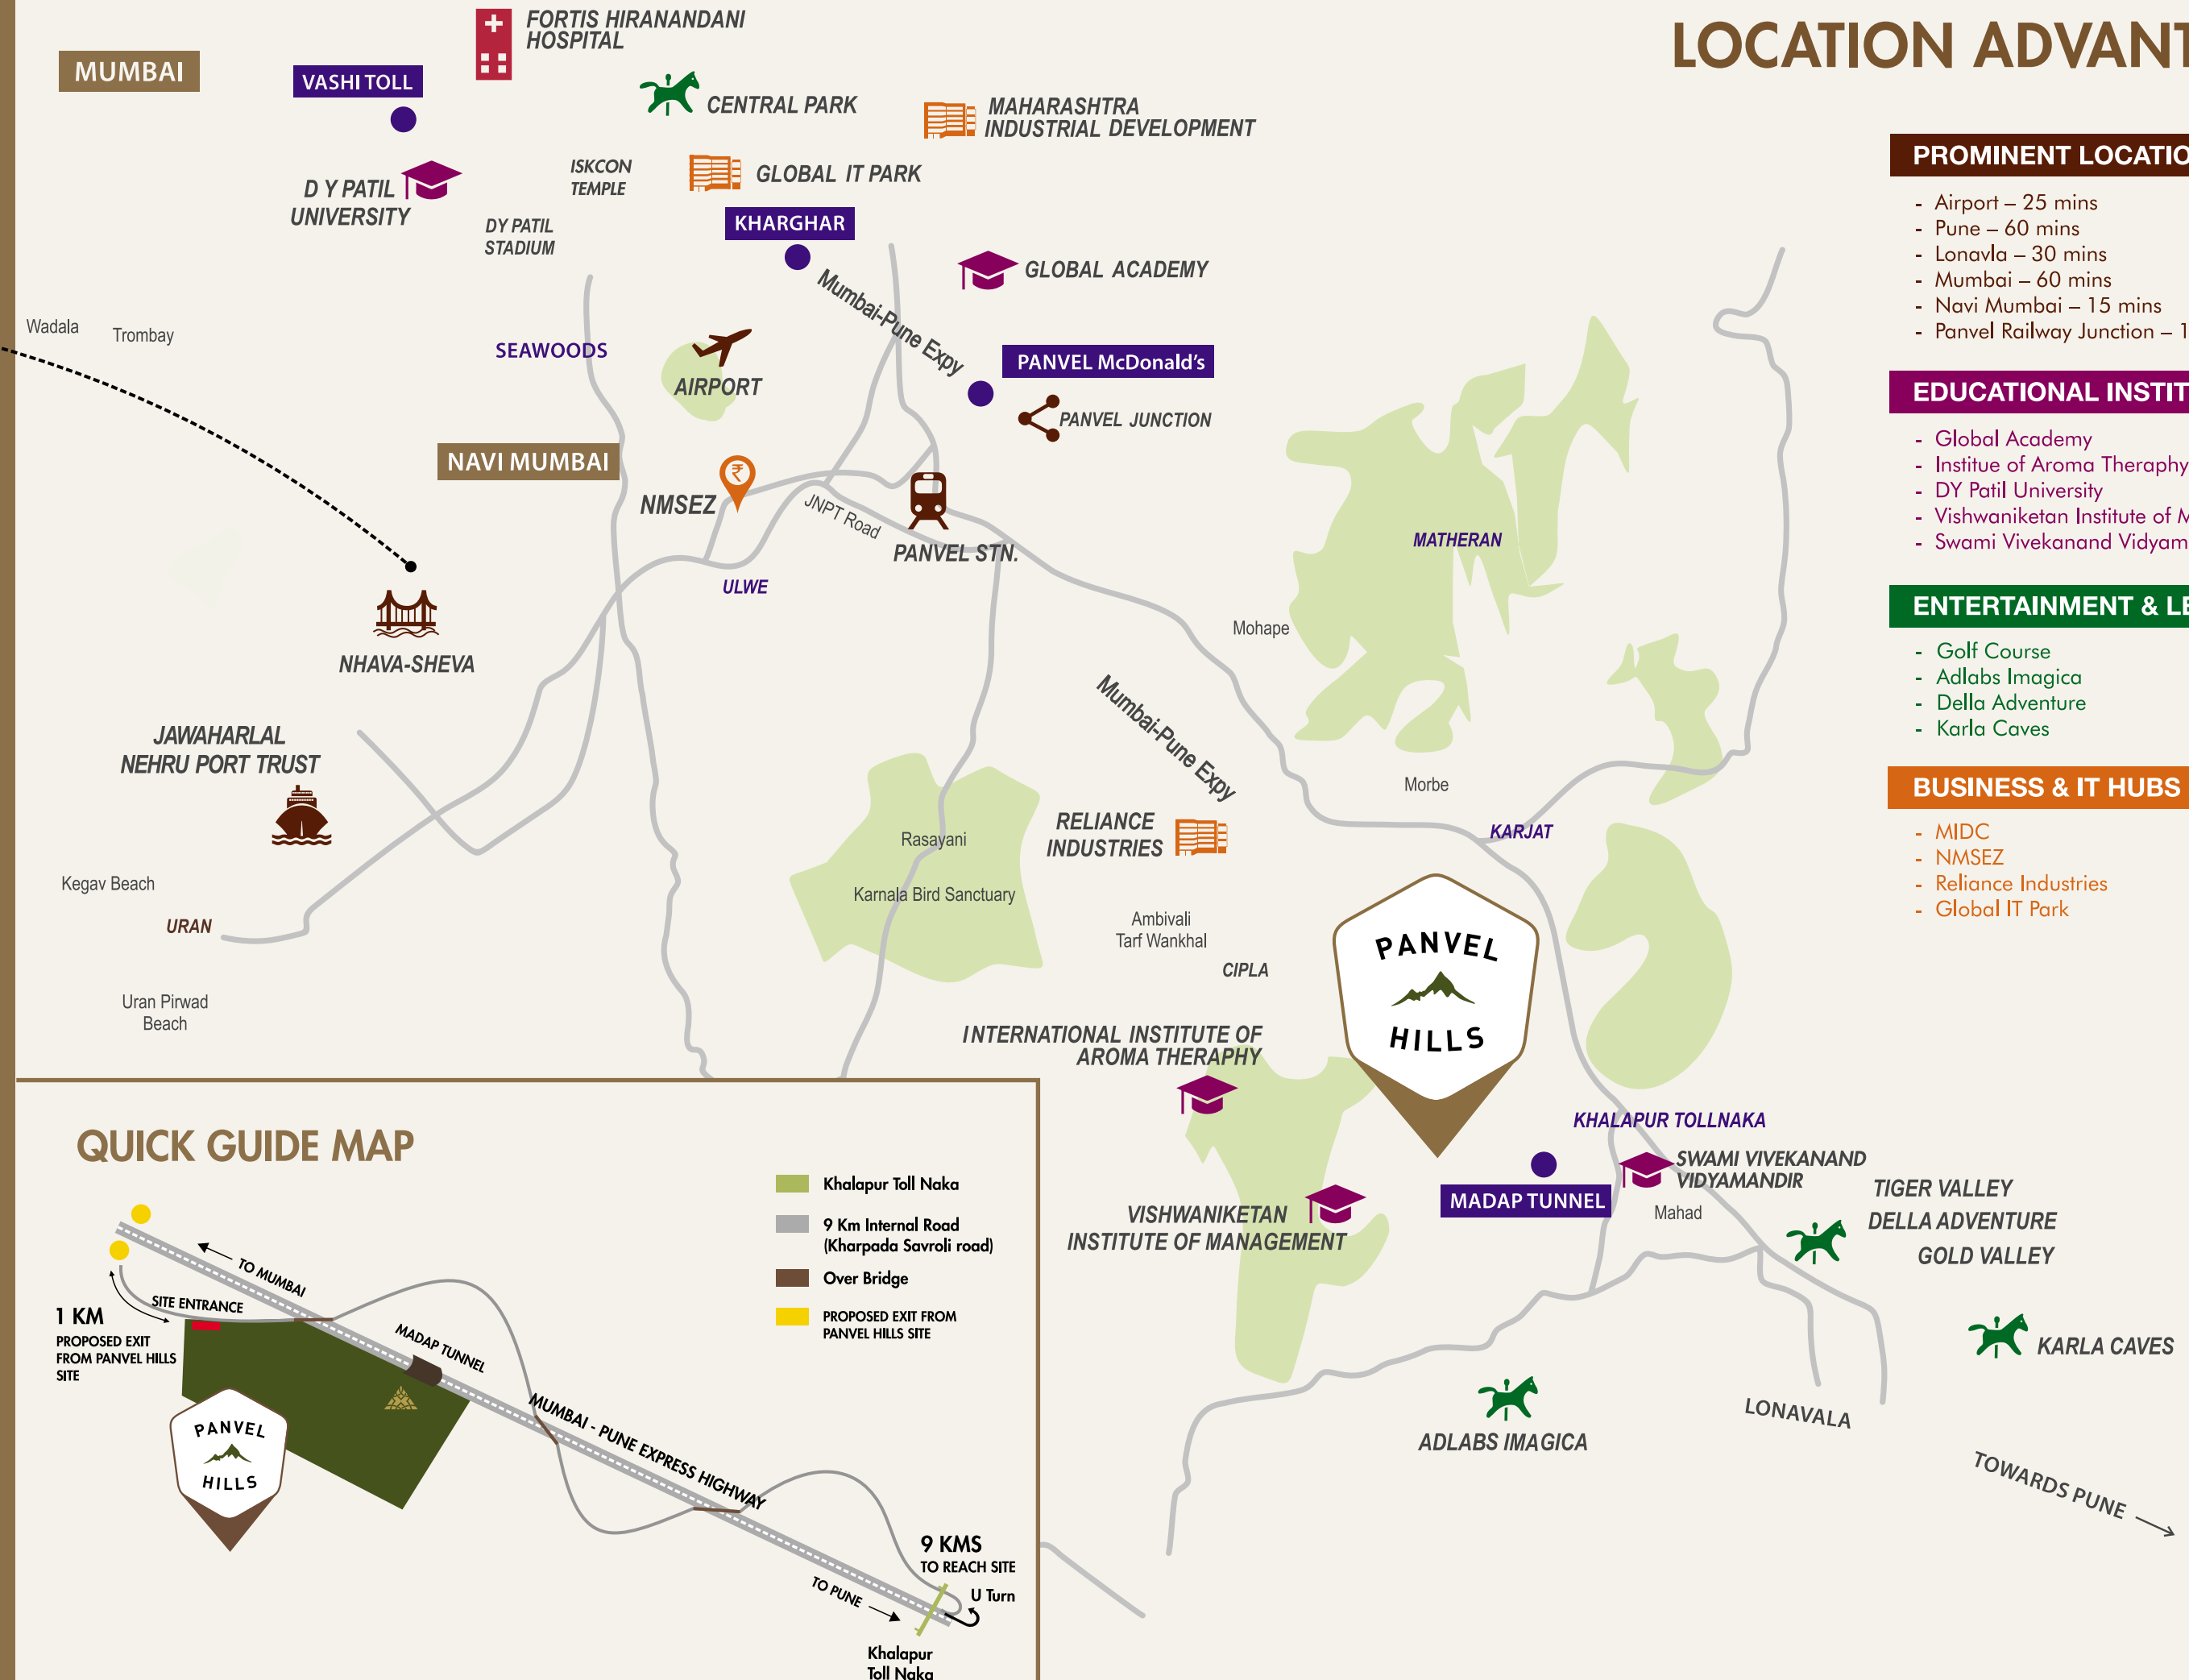 LOCATION ADVANT
MUMBAI
VASHI TOLL
FORTIS HIRANANDANI
HOSPITAL
CENTRAL PARK
MAHARASHTRA
INDUSTRIAL DEVELOPMENT
D Y PATIL
UNIVERSITY
ISKCON
TEMPLE
GLOBAL IT PARK
DY PATIL
STADIUM
KHARGHAR
GLOBAL ACADEMY
Mumbai-Pune Expy
Wadala
Trombay
SEAWOODS
AIRPORT
PANVEL McDonald's
PANVEL JUNCTION
NAVI MUMBAI
NMSEZ
₹
JNPT Road
PANVEL STN.
ULWE
MATHERAN
Mohape
NHAVA-SHEVA
Mumbai-Pune Expy
JAWAHARLAL
NEHRU PORT TRUST
Morbe
RELIANCE
INDUSTRIES
KARJAT
Rasayani
Karnala Bird Sanctuary
Kegav Beach
URAN
Ambivali
Tarf Wankhal
CIPLA
Uran Pirwad
Beach
PANVEL
HILLS
INTERNATIONAL INSTITUTE OF
AROMA THERAPHY
KHALAPUR TOLLNAKA
SWAMI VIVEKANAND
VIDYAMANDIR
MADAP TUNNEL
Mahad
VISHWANIKETAN
INSTITUTE OF MANAGEMENT
TIGER VALLEY
DELLA ADVENTURE
GOLD VALLEY
KARLA CAVES
ADLABS IMAGICA
LONAVALA
TOWARDS PUNE
PROMINENT LOCATIO
- Airport – 25 mins
- Pune – 60 mins
- Lonavla – 30 mins
- Mumbai – 60 mins
- Navi Mumbai – 15 mins
- Panvel Railway Junction – 1
EDUCATIONAL INSTIT
- Global Academy
- Institue of Aroma Theraphy
- DY Patil University
- Vishwaniketan Institute of M
- Swami Vivekanand Vidyam
ENTERTAINMENT & LE
- Golf Course
- Adlabs Imagica
- Della Adventure
- Karla Caves
BUSINESS & IT HUBS
- MIDC
- NMSEZ
- Reliance Industries
- Global IT Park
QUICK GUIDE MAP
Khalapur Toll Naka
9 Km Internal Road
(Kharpada Savroli road)
Over Bridge
PROPOSED EXIT FROM
PANVEL HILLS SITE
TO MUMBAI
SITE ENTRANCE
1 KM
PROPOSED EXIT
FROM PANVEL HILLS
SITE
MADAP TUNNEL
MUMBAI - PUNE EXPRESS HIGHWAY
PANVEL
HILLS
9 KMS
TO REACH SITE
U Turn
TO PUNE
Khalapur
Toll Naka